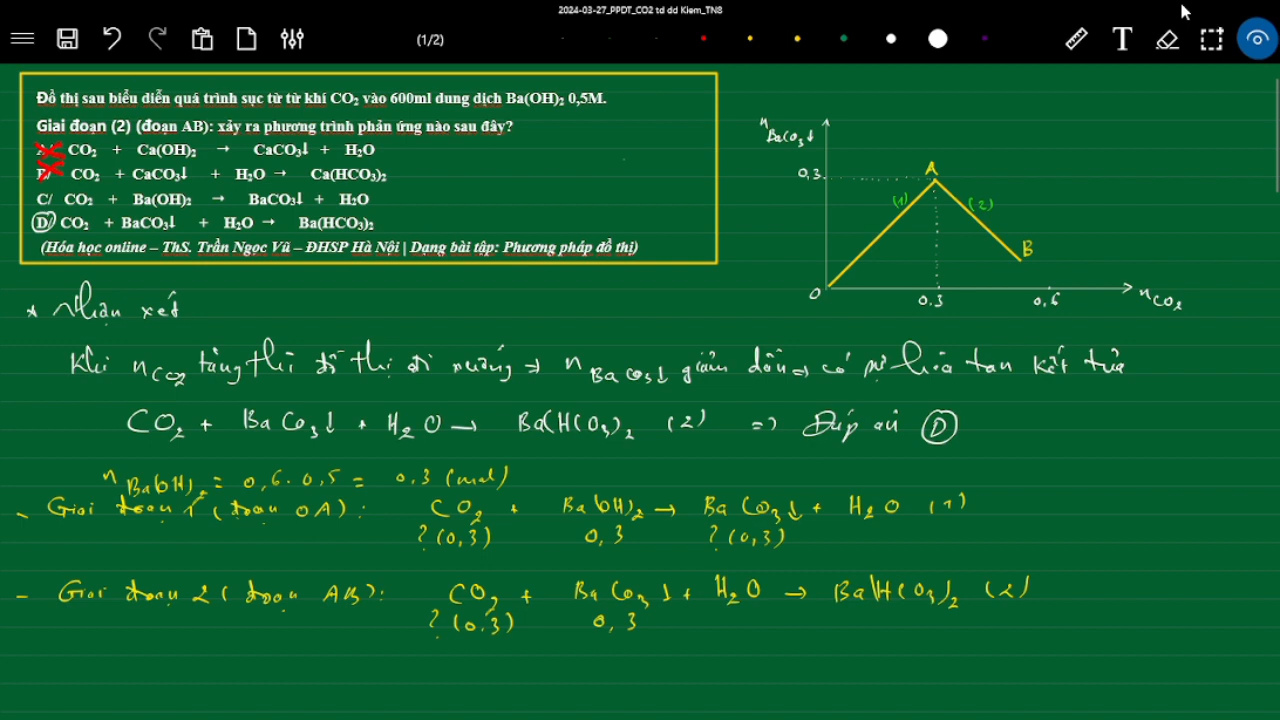 2024-03-27_PPDT_CO2 td dd Kiem_TN8
(1/2)
Đồ thị sau biểu diễn quá trình sục từ từ khí CO₂ vào 600ml dung dịch Ba(OH)₂ 0,5M.
Giai đoạn (2) (đoạn AB): xảy ra phương trình phản ứng nào sau đây?
A/ CO₂ + Ca(OH)₂ → CaCO₃↓ + H₂O
B/ CO₂ + CaCO₃↓ + H₂O → Ca(HCO₃)₂
C/ CO₂ + Ba(OH)₂ → BaCO₃↓ + H₂O
D/ CO₂ + BaCO₃↓ + H₂O → Ba(HCO₃)₂
(Hóa học online – ThS. Trần Ngọc Vũ – ĐHSP Hà Nội | Dạng bài tập: Phương pháp đồ thị)
n BaCO₃↓
A
0,3
(1)
(2)
B
0
0.3
0,6
n CO₂
* Nhận xét
Khi n CO₂ tăng thì đồ thị đi xuống → n BaCO₃↓ giảm dần → có sự hòa tan kết tủa
CO₂ + BaCO₃↓ + H₂O → Ba(HCO₃)₂ (2) => Đáp án D
n Ba(OH)₂ = 0,6.0,5 = 0.3 (mol)
- Giai đoạn 1 (đoạn OA): CO₂ + Ba(OH)₂ → BaCO₃↓ + H₂O (1)
? (0,3) 0,3 ? (0,3)
- Giai đoạn 2 (đoạn AB): CO₂ + BaCO₃↓ + H₂O → Ba(HCO₃)₂ (2)
? (0.3) 0,3